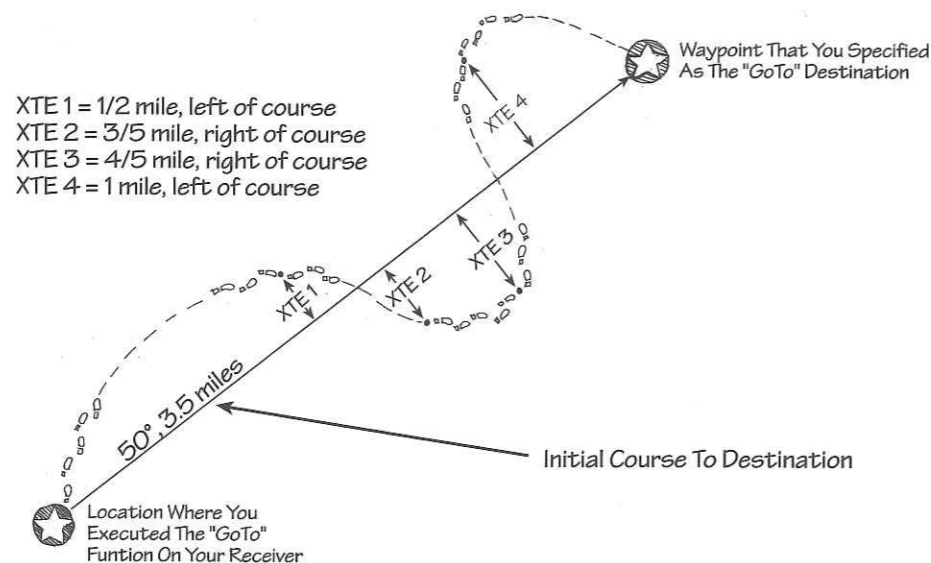 Waypoint That You Specified
As The "GoTo" Destination
XTE 1 = 1/2 mile, left of course
XTE 2 = 3/5 mile, right of course
XTE 3 = 4/5 mile, right of course
XTE 4 = 1 mile, left of course
XTE 4
XTE 3
XTE 2
XTE 1
50°, 3.5 miles
Initial Course To Destination
Location Where You
Executed The "GoTo"
Funtion On Your Receiver